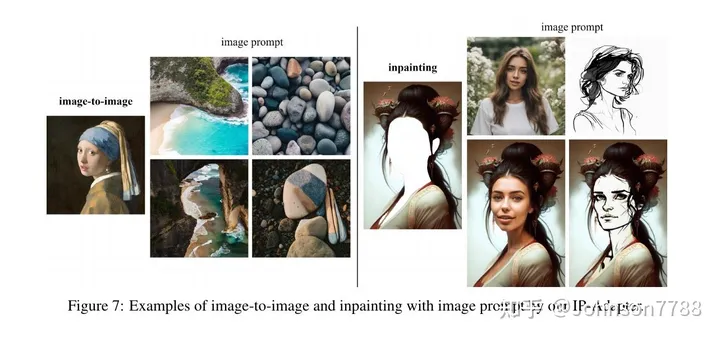 image prompt
image-to-image
image prompt
inpainting
Figure 7: Examples of image-to-image and inpainting with image prompt by our IP-Adapter.
知乎 @Johnson7788